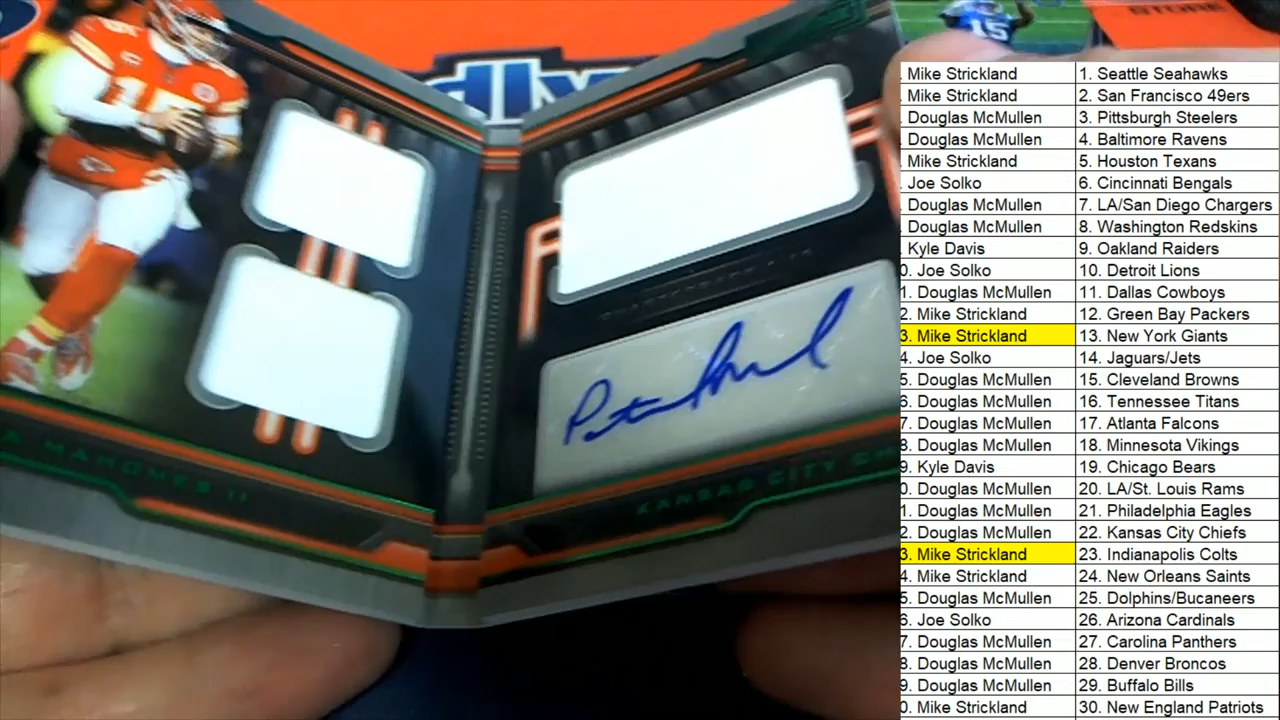 STORE
15
MAHOMES II
KANSAS CITY CH
. Mike Strickland 1. Seattle Seahawks
. Mike Strickland 2. San Francisco 49ers
. Douglas McMullen 3. Pittsburgh Steelers
. Douglas McMullen 4. Baltimore Ravens
. Mike Strickland 5. Houston Texans
. Joe Solko 6. Cincinnati Bengals
. Douglas McMullen 7. LA/San Diego Chargers
. Douglas McMullen 8. Washington Redskins
. Kyle Davis 9. Oakland Raiders
0. Joe Solko 10. Detroit Lions
1. Douglas McMullen 11. Dallas Cowboys
2. Mike Strickland 12. Green Bay Packers
3. Mike Strickland 13. New York Giants
4. Joe Solko 14. Jaguars/Jets
5. Douglas McMullen 15. Cleveland Browns
6. Douglas McMullen 16. Tennessee Titans
7. Douglas McMullen 17. Atlanta Falcons
8. Douglas McMullen 18. Minnesota Vikings
9. Kyle Davis 19. Chicago Bears
0. Douglas McMullen 20. LA/St. Louis Rams
1. Douglas McMullen 21. Philadelphia Eagles
2. Douglas McMullen 22. Kansas City Chiefs
3. Mike Strickland 23. Indianapolis Colts
4. Mike Strickland 24. New Orleans Saints
5. Douglas McMullen 25. Dolphins/Bucaneers
6. Joe Solko 26. Arizona Cardinals
7. Douglas McMullen 27. Carolina Panthers
8. Douglas McMullen 28. Denver Broncos
9. Douglas McMullen 29. Buffalo Bills
0. Mike Strickland 30. New England Patriots